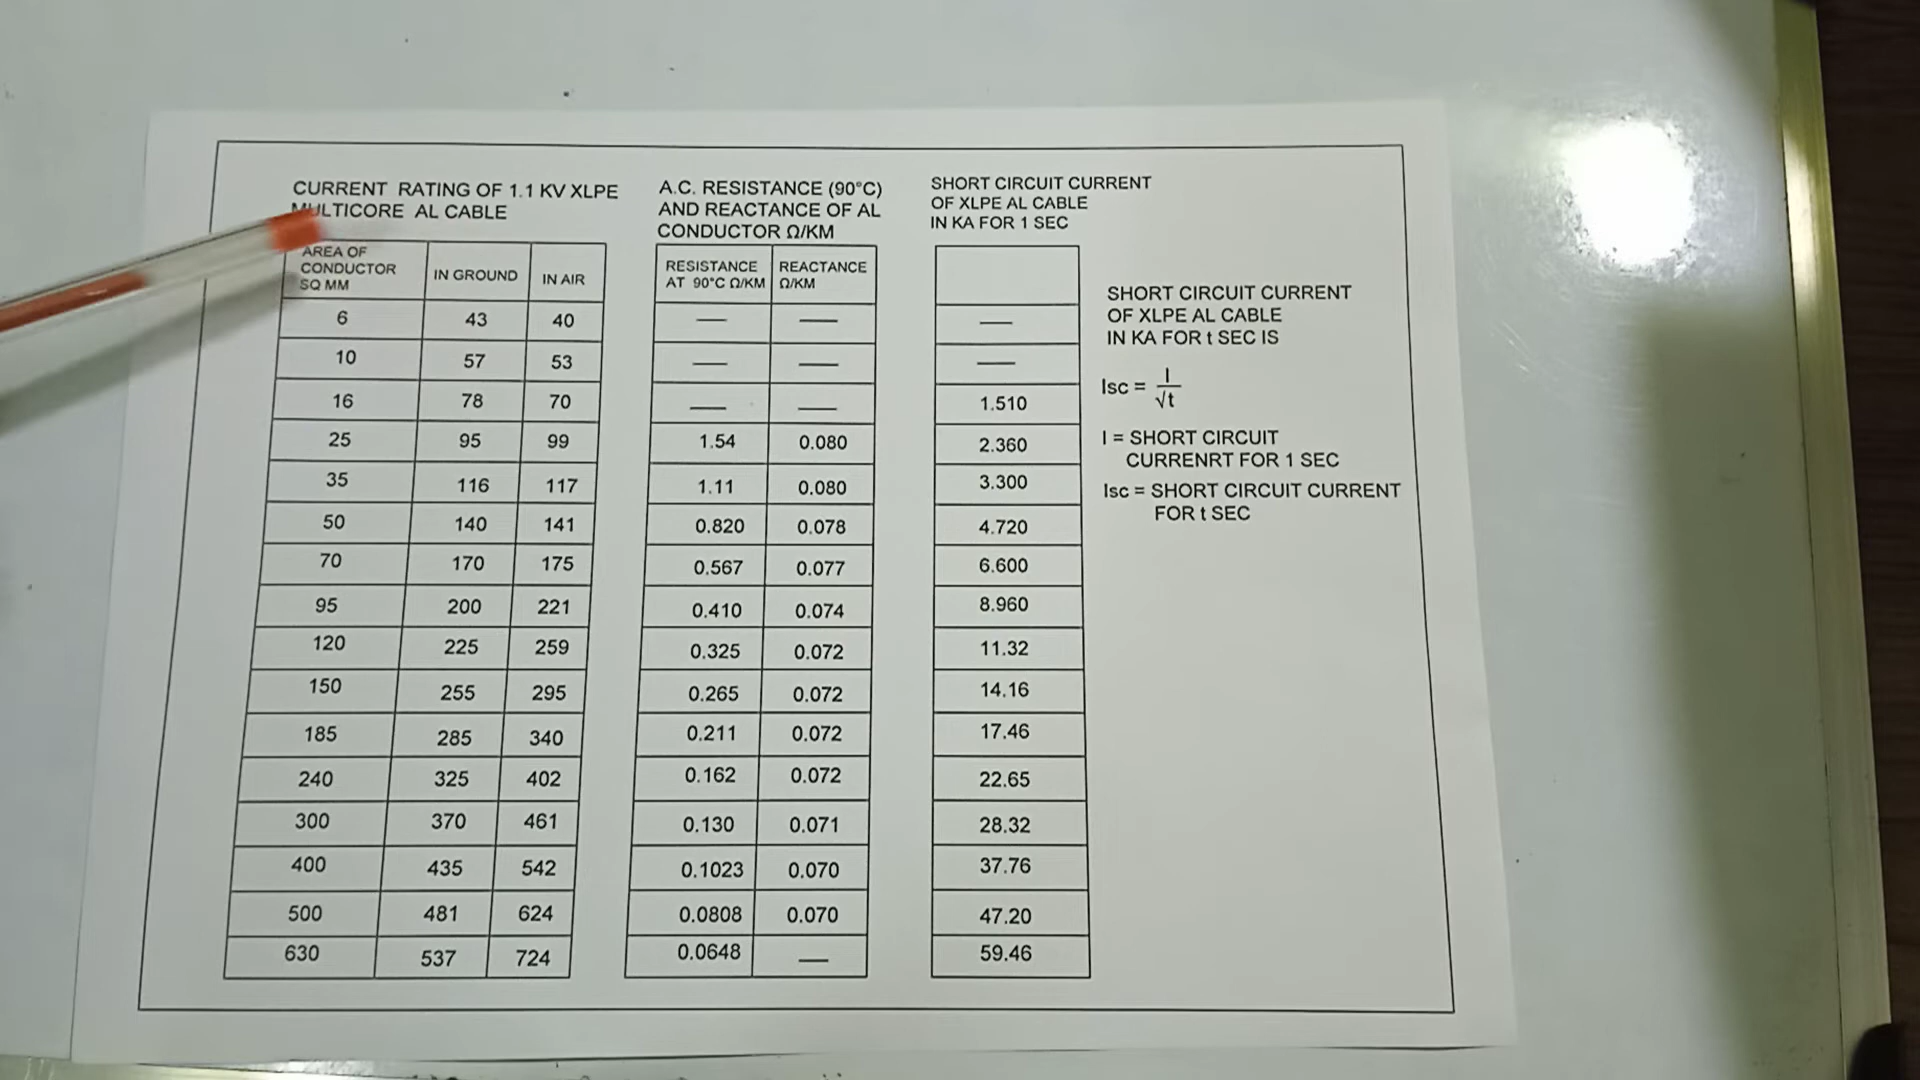 CURRENT RATING OF 1.1 KV XLPE
MULTICORE AL CABLE
AREA OF
CONDUCTOR
SQ MM
IN GROUND
IN AIR
6 43 40
10 57 53
16 78 70
25 95 99
35 116 117
50 140 141
70 170 175
95 200 221
120 225 259
150 255 295
185 285 340
240 325 402
300 370 461
400 435 542
500 481 624
630 537 724
A.C. RESISTANCE (90°C)
AND REACTANCE OF AL
CONDUCTOR Ω/KM
RESISTANCE
AT 90°C Ω/KM
REACTANCE
Ω/KM
— —
— —
— —
1.54 0.080
1.11 0.080
0.820 0.078
0.567 0.077
0.410 0.074
0.325 0.072
0.265 0.072
0.211 0.072
0.162 0.072
0.130 0.071
0.1023 0.070
0.0808 0.070
0.0648 —
SHORT CIRCUIT CURRENT
OF XLPE AL CABLE
IN KA FOR 1 SEC
—
—
1.510
2.360
3.300
4.720
6.600
8.960
11.32
14.16
17.46
22.65
28.32
37.76
47.20
59.46
SHORT CIRCUIT CURRENT
OF XLPE AL CABLE
IN KA FOR t SEC IS
Isc = I / √t
I = SHORT CIRCUIT
CURRENRT FOR 1 SEC
Isc = SHORT CIRCUIT CURRENT
FOR t SEC